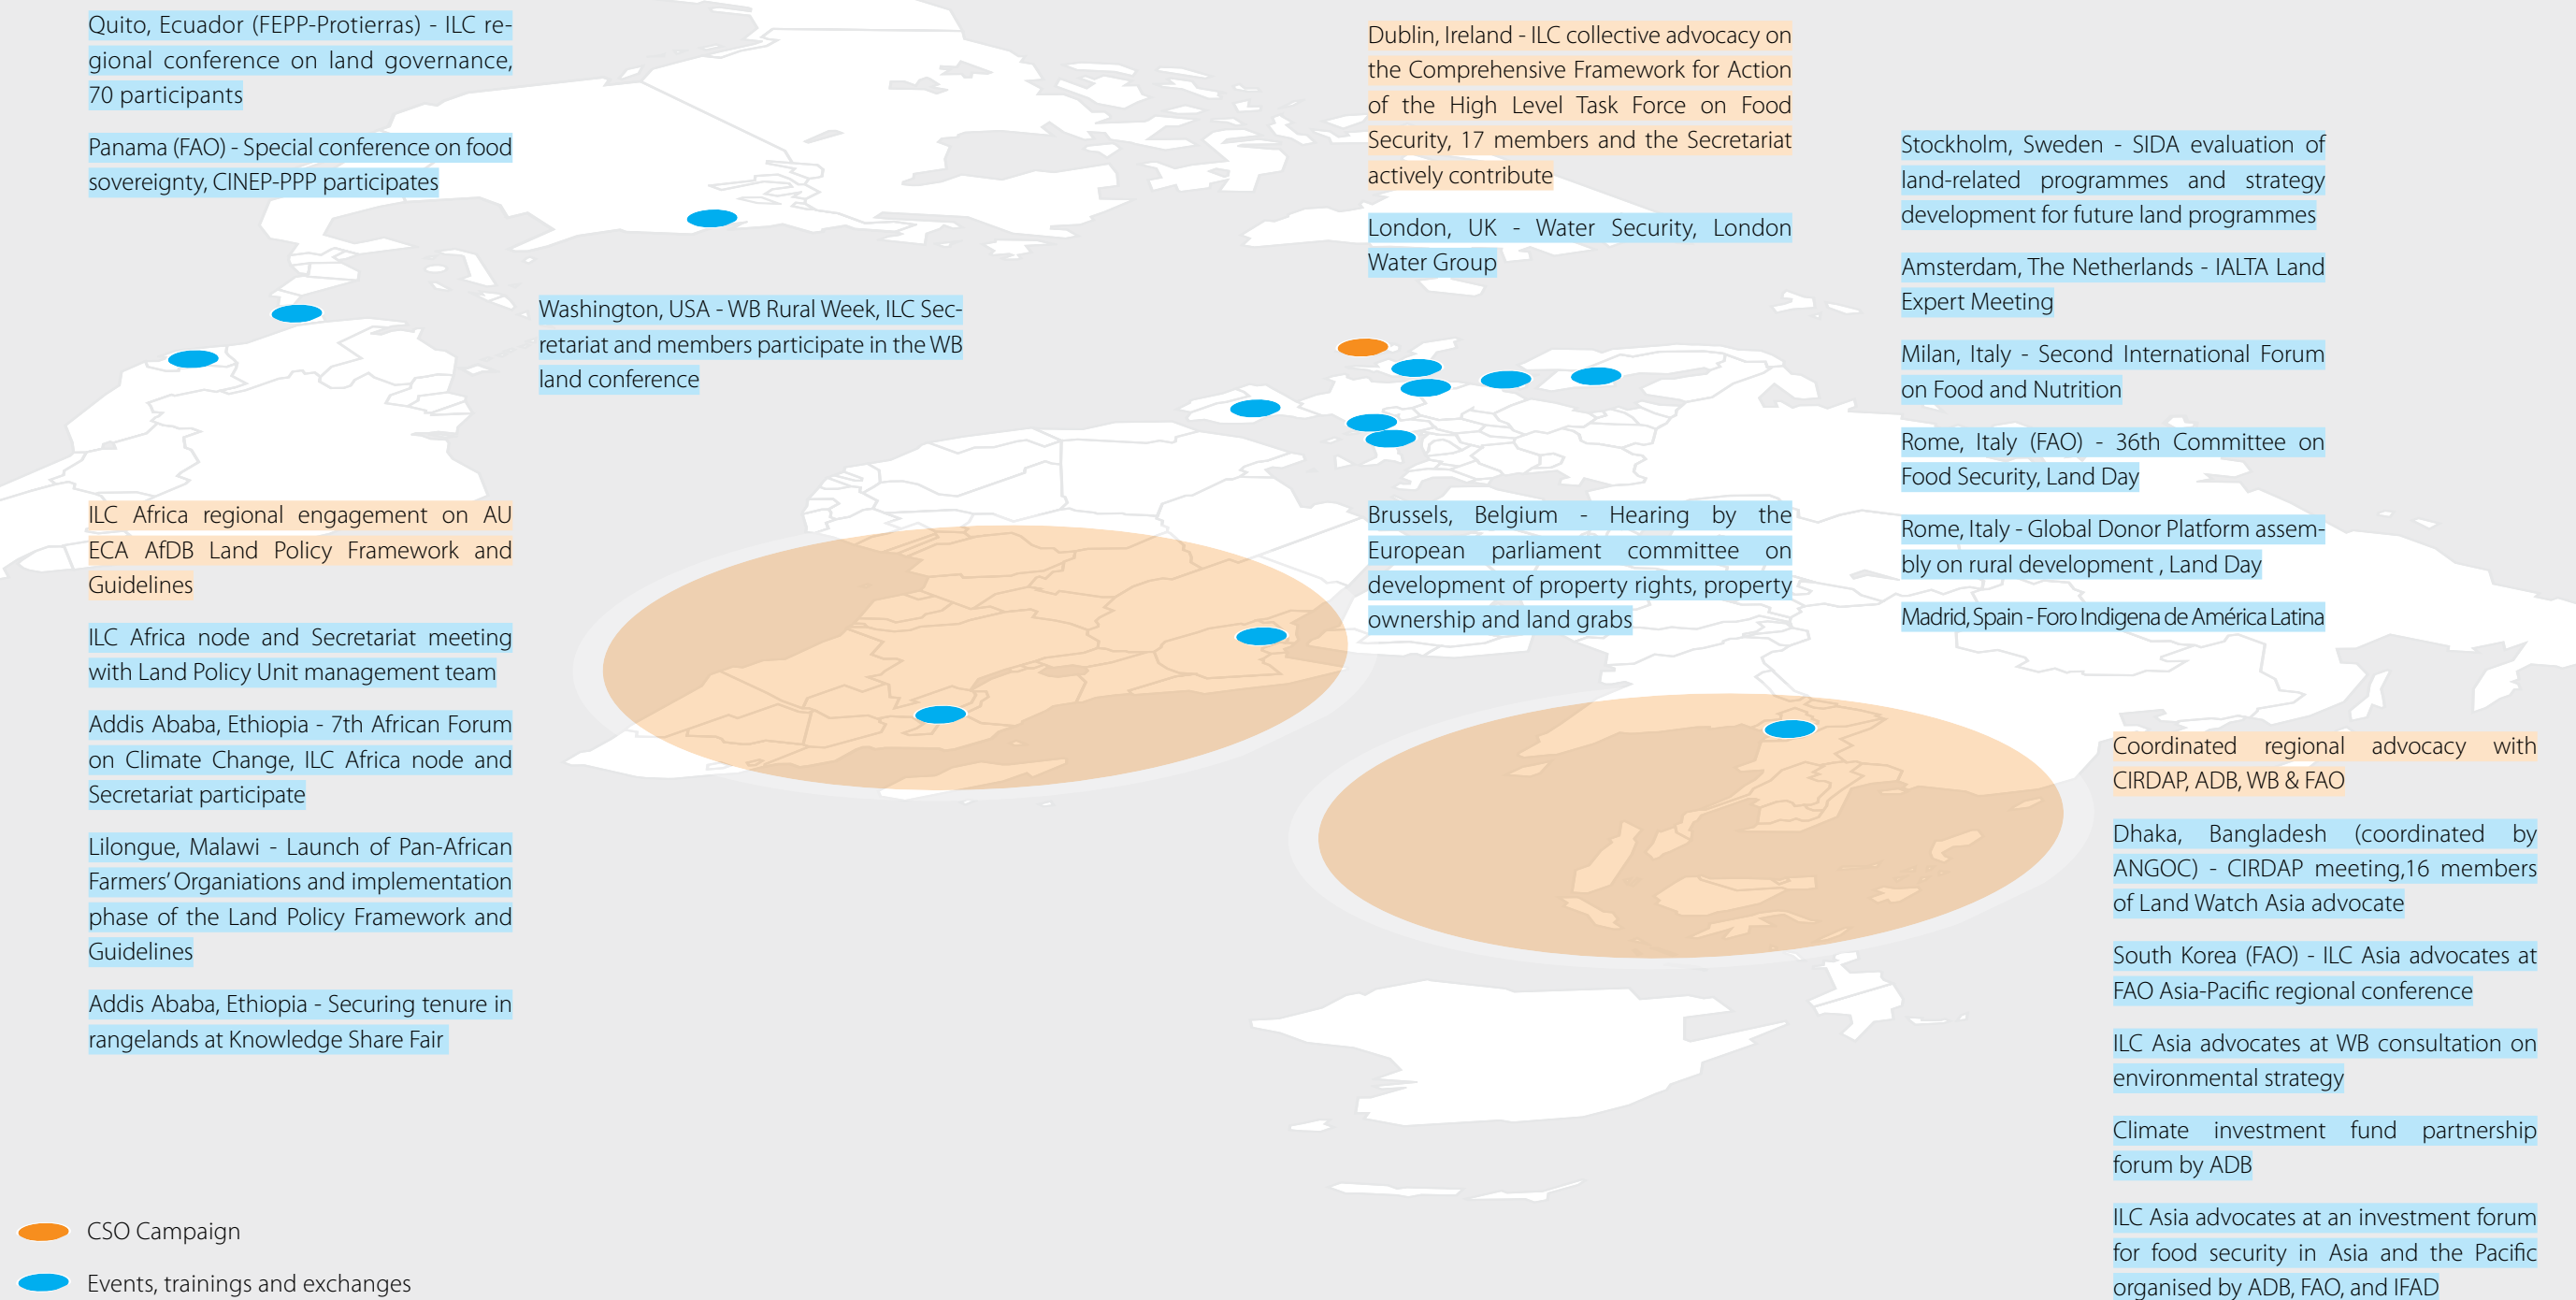 Quito, Ecuador (FEPP-Protierras) - ILC re-
gional conference on land governance,
70 participants
Panama (FAO) - Special conference on food
sovereignty, CINEP-PPP participates
Washington, USA - WB Rural Week, ILC Sec-
retariat and members participate in the WB
land conference
Dublin, Ireland - ILC collective advocacy on
the Comprehensive Framework for Action
of the High Level Task Force on Food
Security, 17 members and the Secretariat
actively contribute
London, UK - Water Security, London
Water Group
Stockholm, Sweden - SIDA evaluation of
land-related programmes and strategy
development for future land programmes
Amsterdam, The Netherlands - IALTA Land
Expert Meeting
Milan, Italy - Second International Forum
on Food and Nutrition
Rome, Italy (FAO) - 36th Committee on
Food Security, Land Day
Rome, Italy - Global Donor Platform assem-
bly on rural development , Land Day
Madrid, Spain - Foro Indigena de América Latina
ILC Africa regional engagement on AU
ECA AfDB Land Policy Framework and
Guidelines
ILC Africa node and Secretariat meeting
with Land Policy Unit management team
Addis Ababa, Ethiopia - 7th African Forum
on Climate Change, ILC Africa node and
Secretariat participate
Lilongue, Malawi - Launch of Pan-African
Farmers' Organiations and implementation
phase of the Land Policy Framework and
Guidelines
Addis Ababa, Ethiopia - Securing tenure in
rangelands at Knowledge Share Fair
Brussels, Belgium - Hearing by the
European parliament committee on
development of property rights, property
ownership and land grabs
Coordinated regional advocacy with
CIRDAP, ADB, WB & FAO
Dhaka, Bangladesh (coordinated by
ANGOC) - CIRDAP meeting,16 members
of Land Watch Asia advocate
South Korea (FAO) - ILC Asia advocates at
FAO Asia-Pacific regional conference
ILC Asia advocates at WB consultation on
environmental strategy
Climate investment fund partnership
forum by ADB
ILC Asia advocates at an investment forum
for food security in Asia and the Pacific
organised by ADB, FAO, and IFAD
CSO Campaign
Events, trainings and exchanges